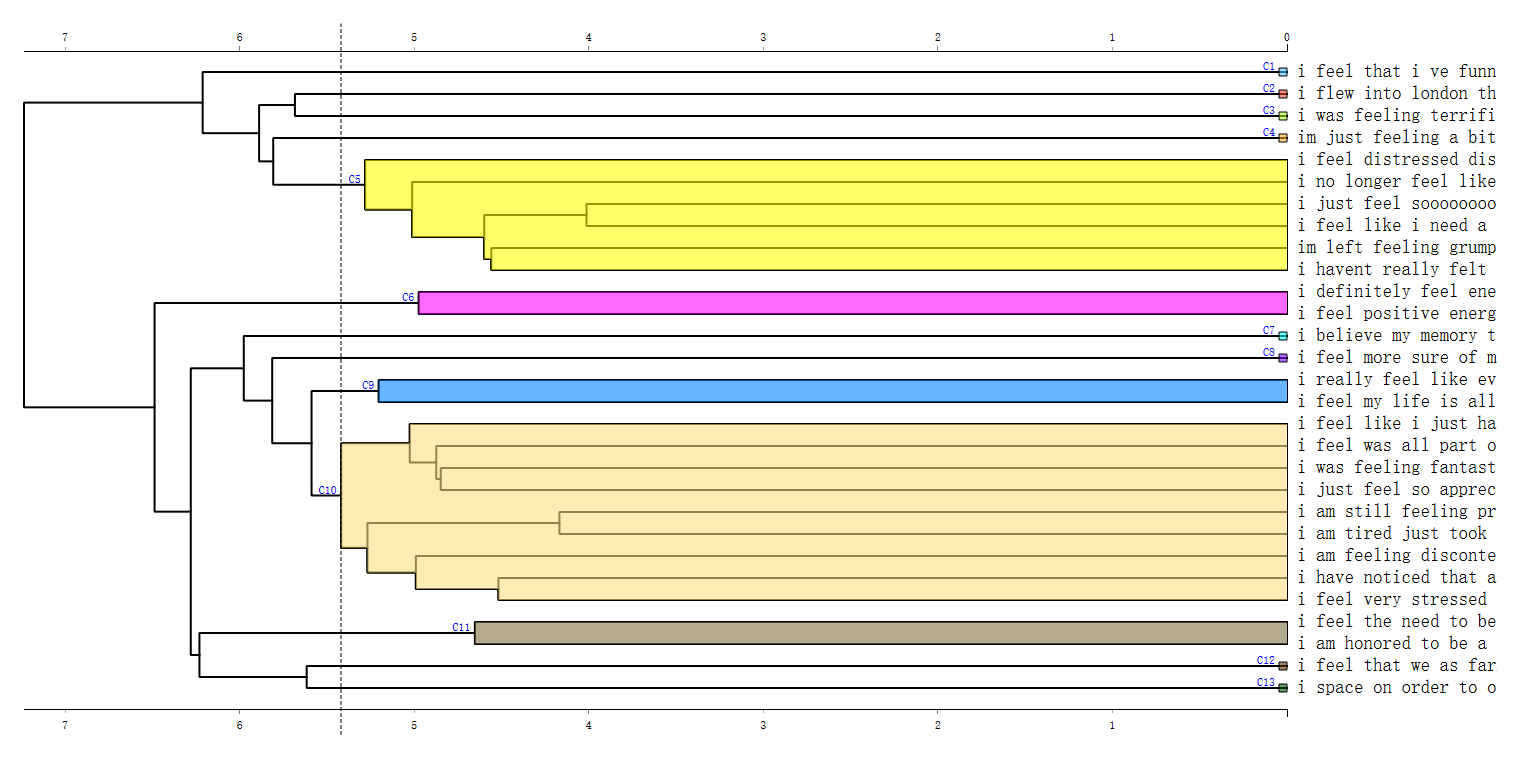 7 6 5 4 3 2 1 0
C1 i feel that i ve funn
C2 i flew into london th
C3 i was feeling terrifi
C4 im just feeling a bit
i feel distressed dis
C5 i no longer feel like
i just feel soooooooo
i feel like i need a
im left feeling grump
i havent really felt
i definitely feel ene
C6
i feel positive energ
C7 i believe my memory t
C8 i feel more sure of m
i really feel like ev
C9
i feel my life is all
i feel like i just ha
i feel was all part o
i was feeling fantast
C10 i just feel so apprec
i am still feeling pr
i am tired just took
i am feeling disconte
i have noticed that a
i feel very stressed
i feel the need to be
C11
i am honored to be a
C12 i feel that we as far
C13 i space on order to o
7 6 5 4 3 2 1